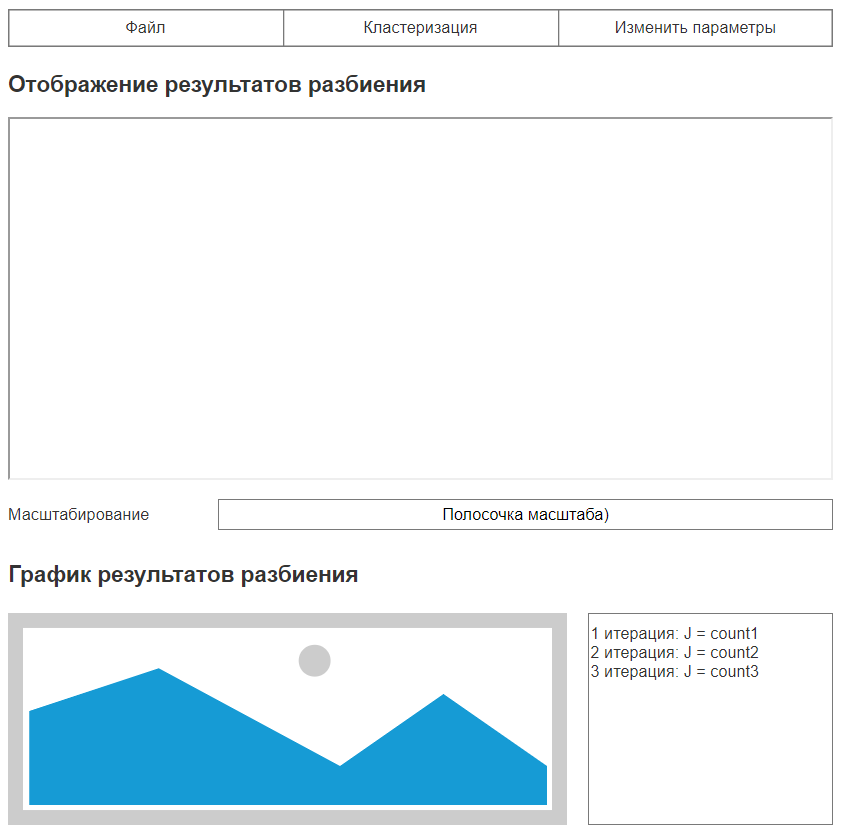 Файл
Кластеризация
Изменить параметры
Отображение результатов разбиения
Масштабирование
Полосочка масштаба)
График результатов разбиения
1 итерация: J = count1
2 итерация: J = count2
3 итерация: J = count3